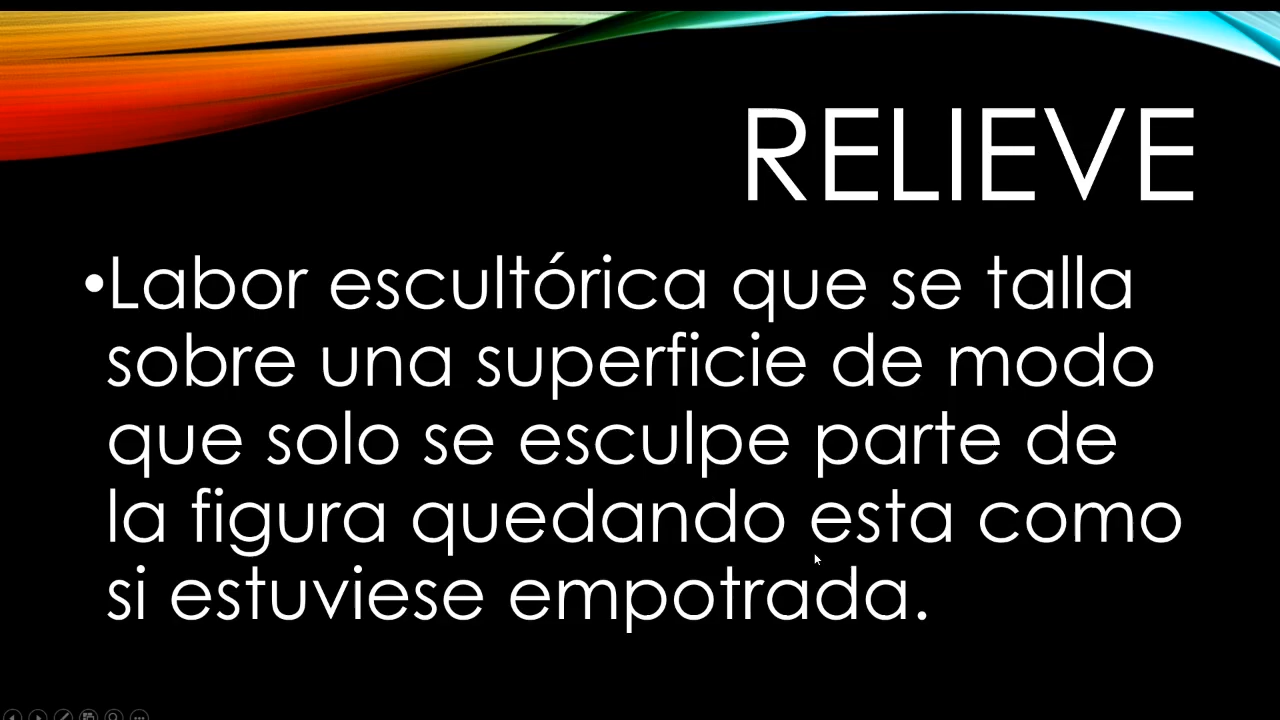 RELIEVE
•Labor escultórica que se talla
sobre una superficie de modo
que solo se esculpe parte de
la figura quedando esta como
si estuviese empotrada.